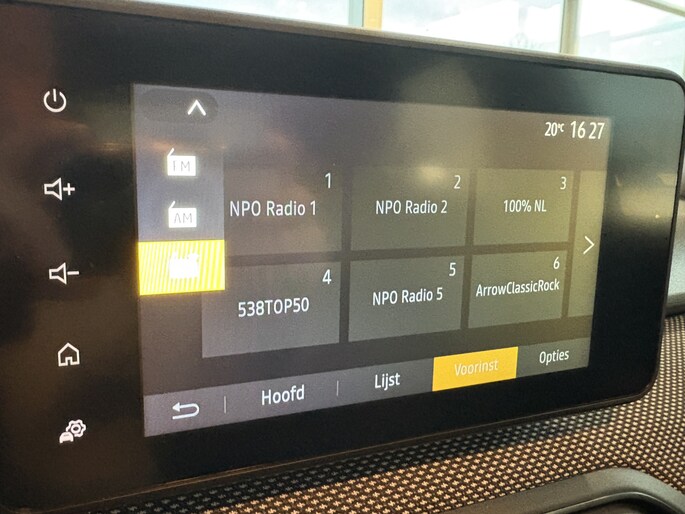 20°C 16 27
FM
1
NPO Radio 1
2
NPO Radio 2
3
100% NL
AM
4
538TOP50
5
NPO Radio 5
6
ArrowClassicRock
Hoofd
Lijst
Voorinst
Opties